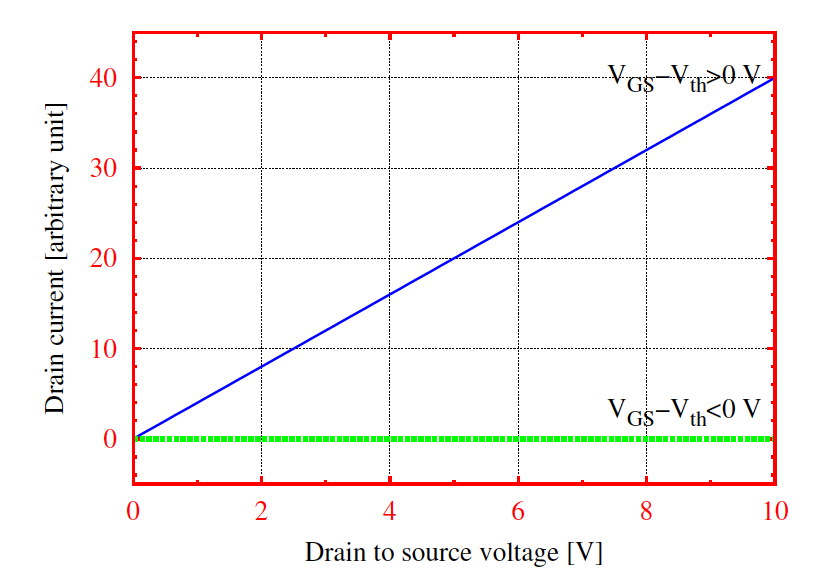 40
30
20
10
0
0 2 4 6 8 10
Drain current [arbitrary unit]
Drain to source voltage [V]
V_GS−V_th>0 V
V_GS−V_th<0 V